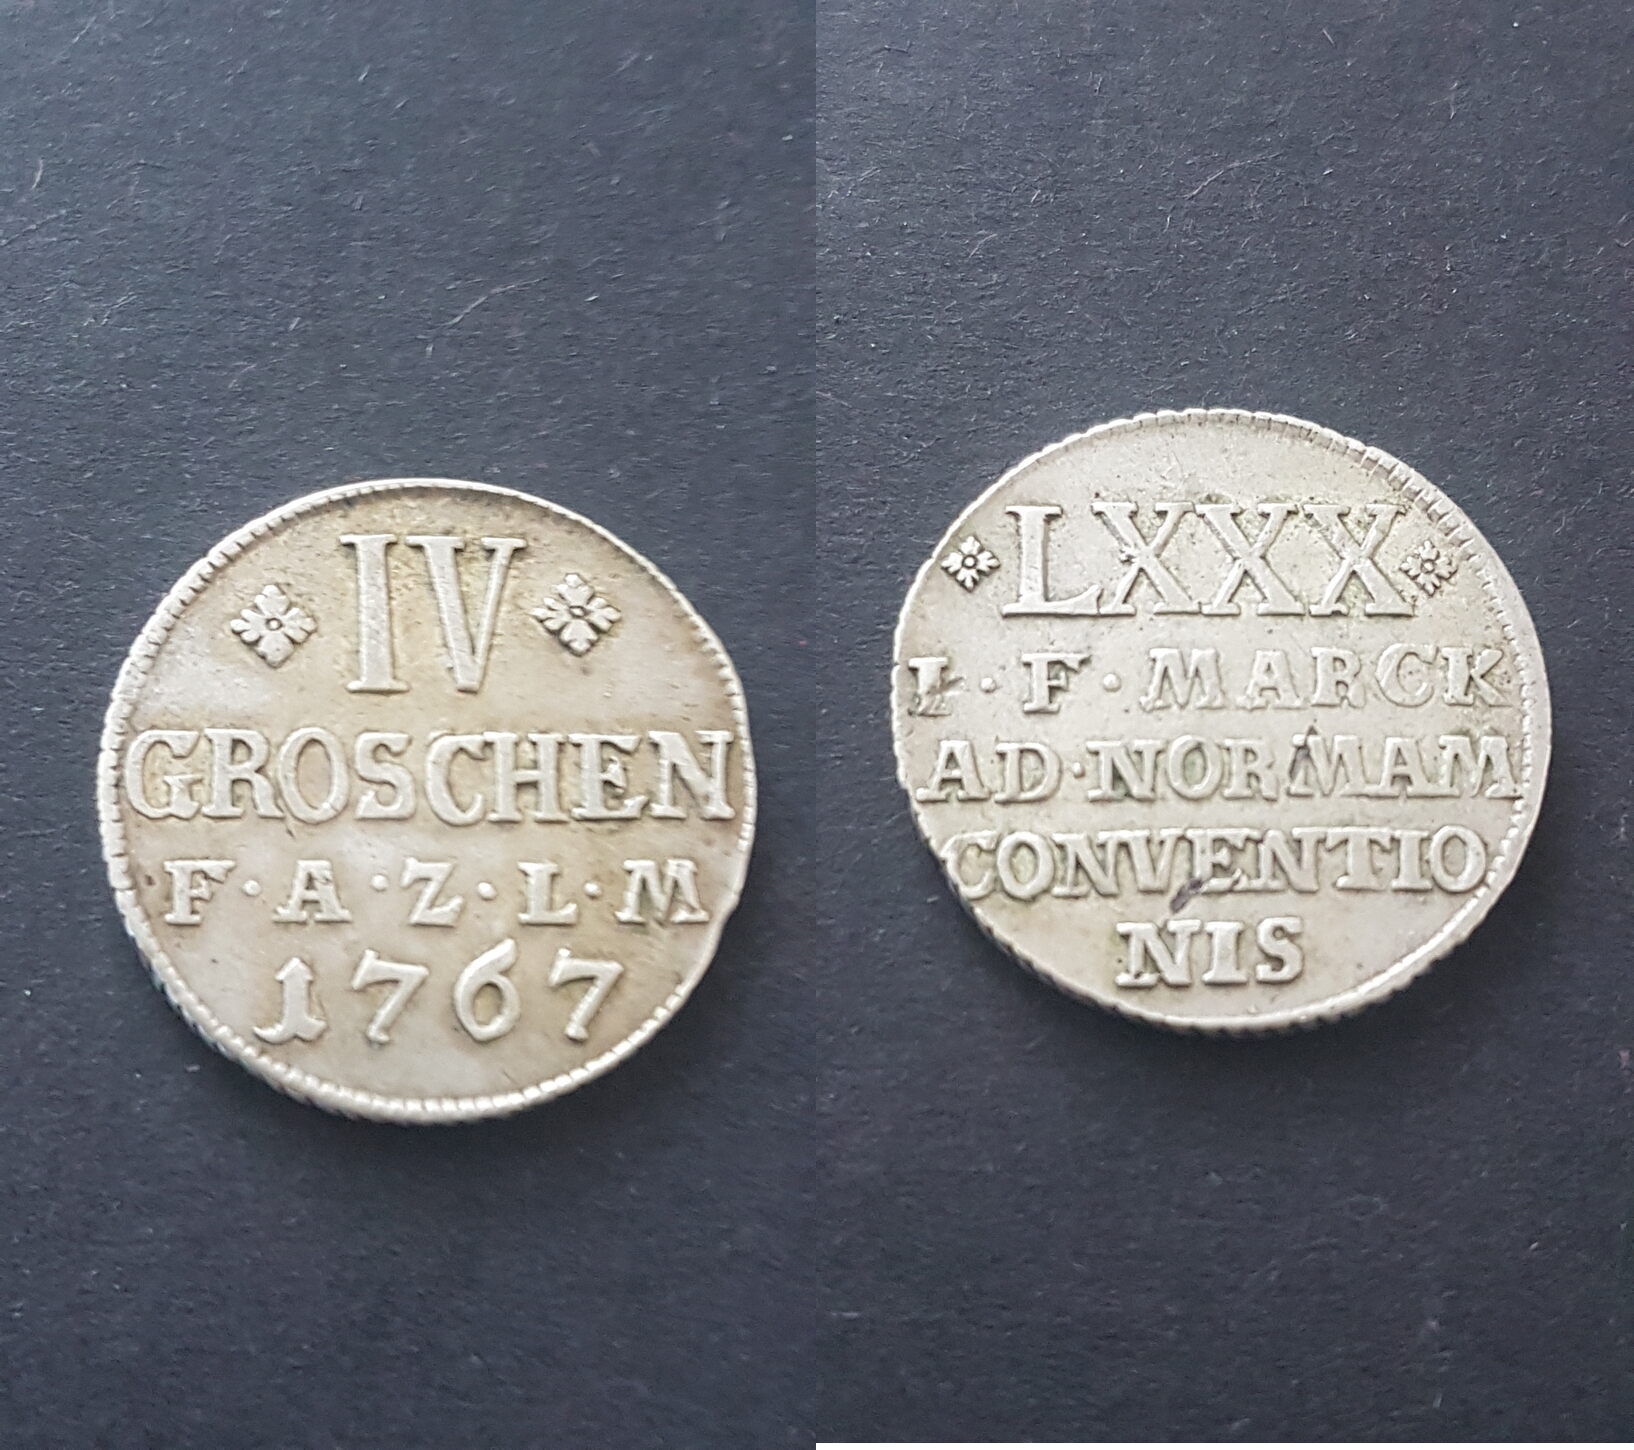 IV
GROSCHEN
F·A·Z·L·M
1767
LXXX
I·F·MARCK
AD·NORMAM
CONVENTIO
NIS